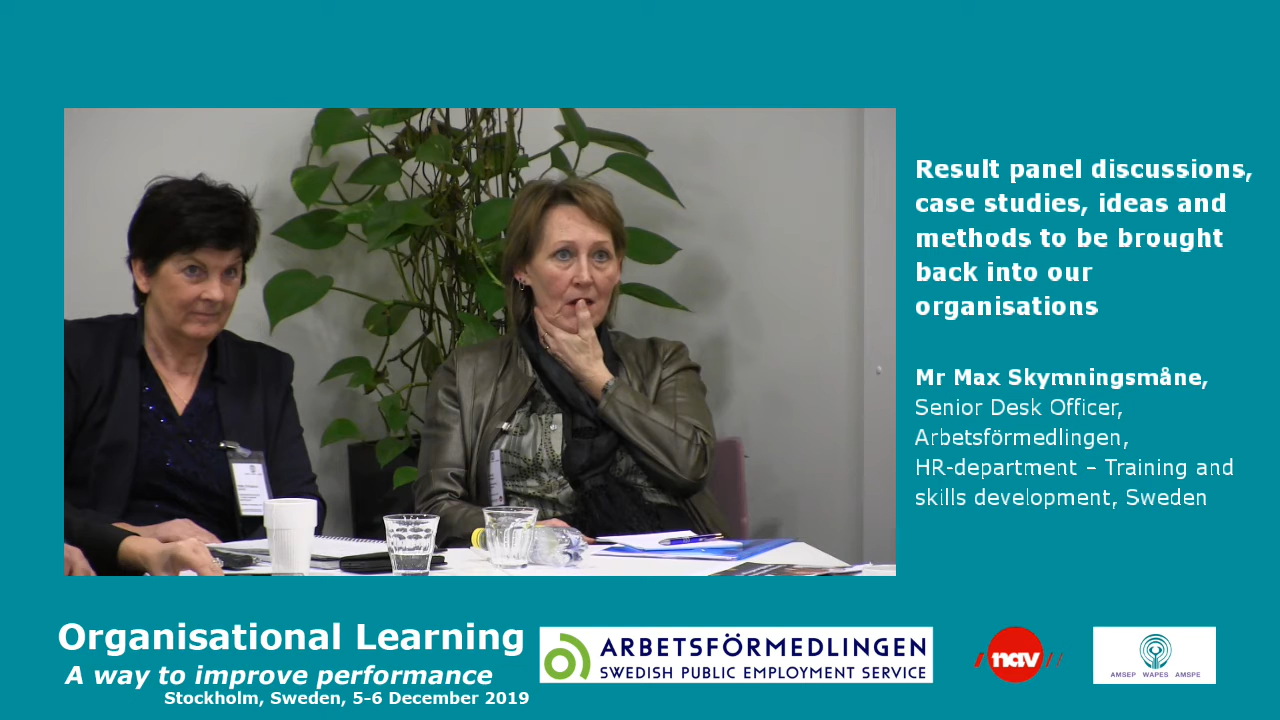 Result panel discussions,
case studies, ideas and
methods to be brought
back into our
organisations
Mr Max Skymningsmåne,
Senior Desk Officer,
Arbetsförmedlingen,
HR-department – Training and
skills development, Sweden
Organisational Learning
A way to improve performance
Stockholm, Sweden, 5-6 December 2019
ARBETSFÖRMEDLINGEN
SWEDISH PUBLIC EMPLOYMENT SERVICE
nav
AMSEP WAPES AMSPE